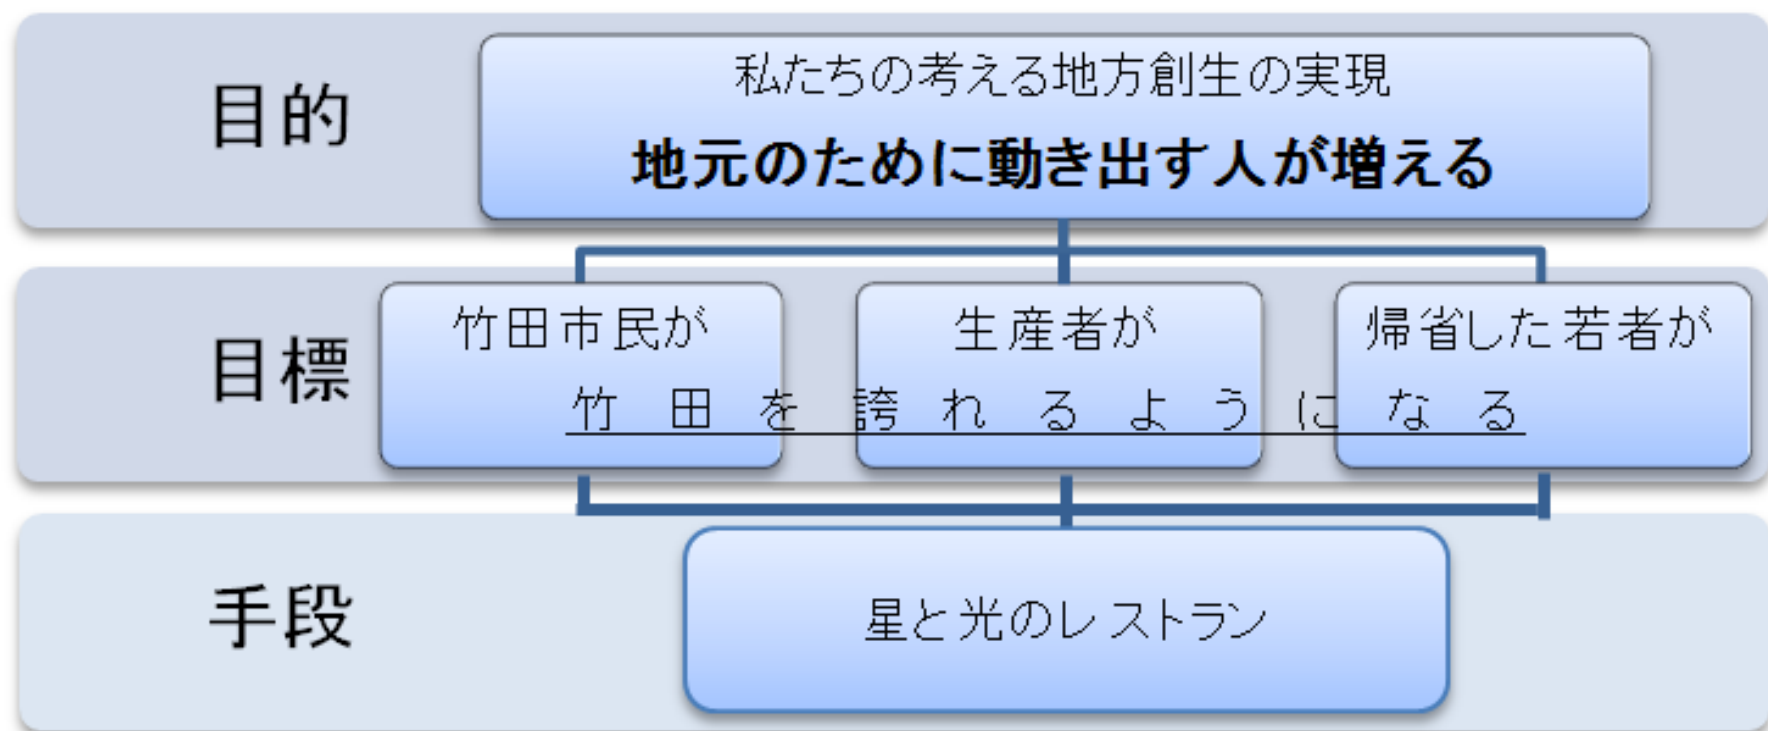 目的
私たちの考える地方創生の実現
地元のために動き出す人が増える
目標
竹田市民が
生産者が
帰省した若者が
竹田を誇れるようになる
手段
星と光のレストラン